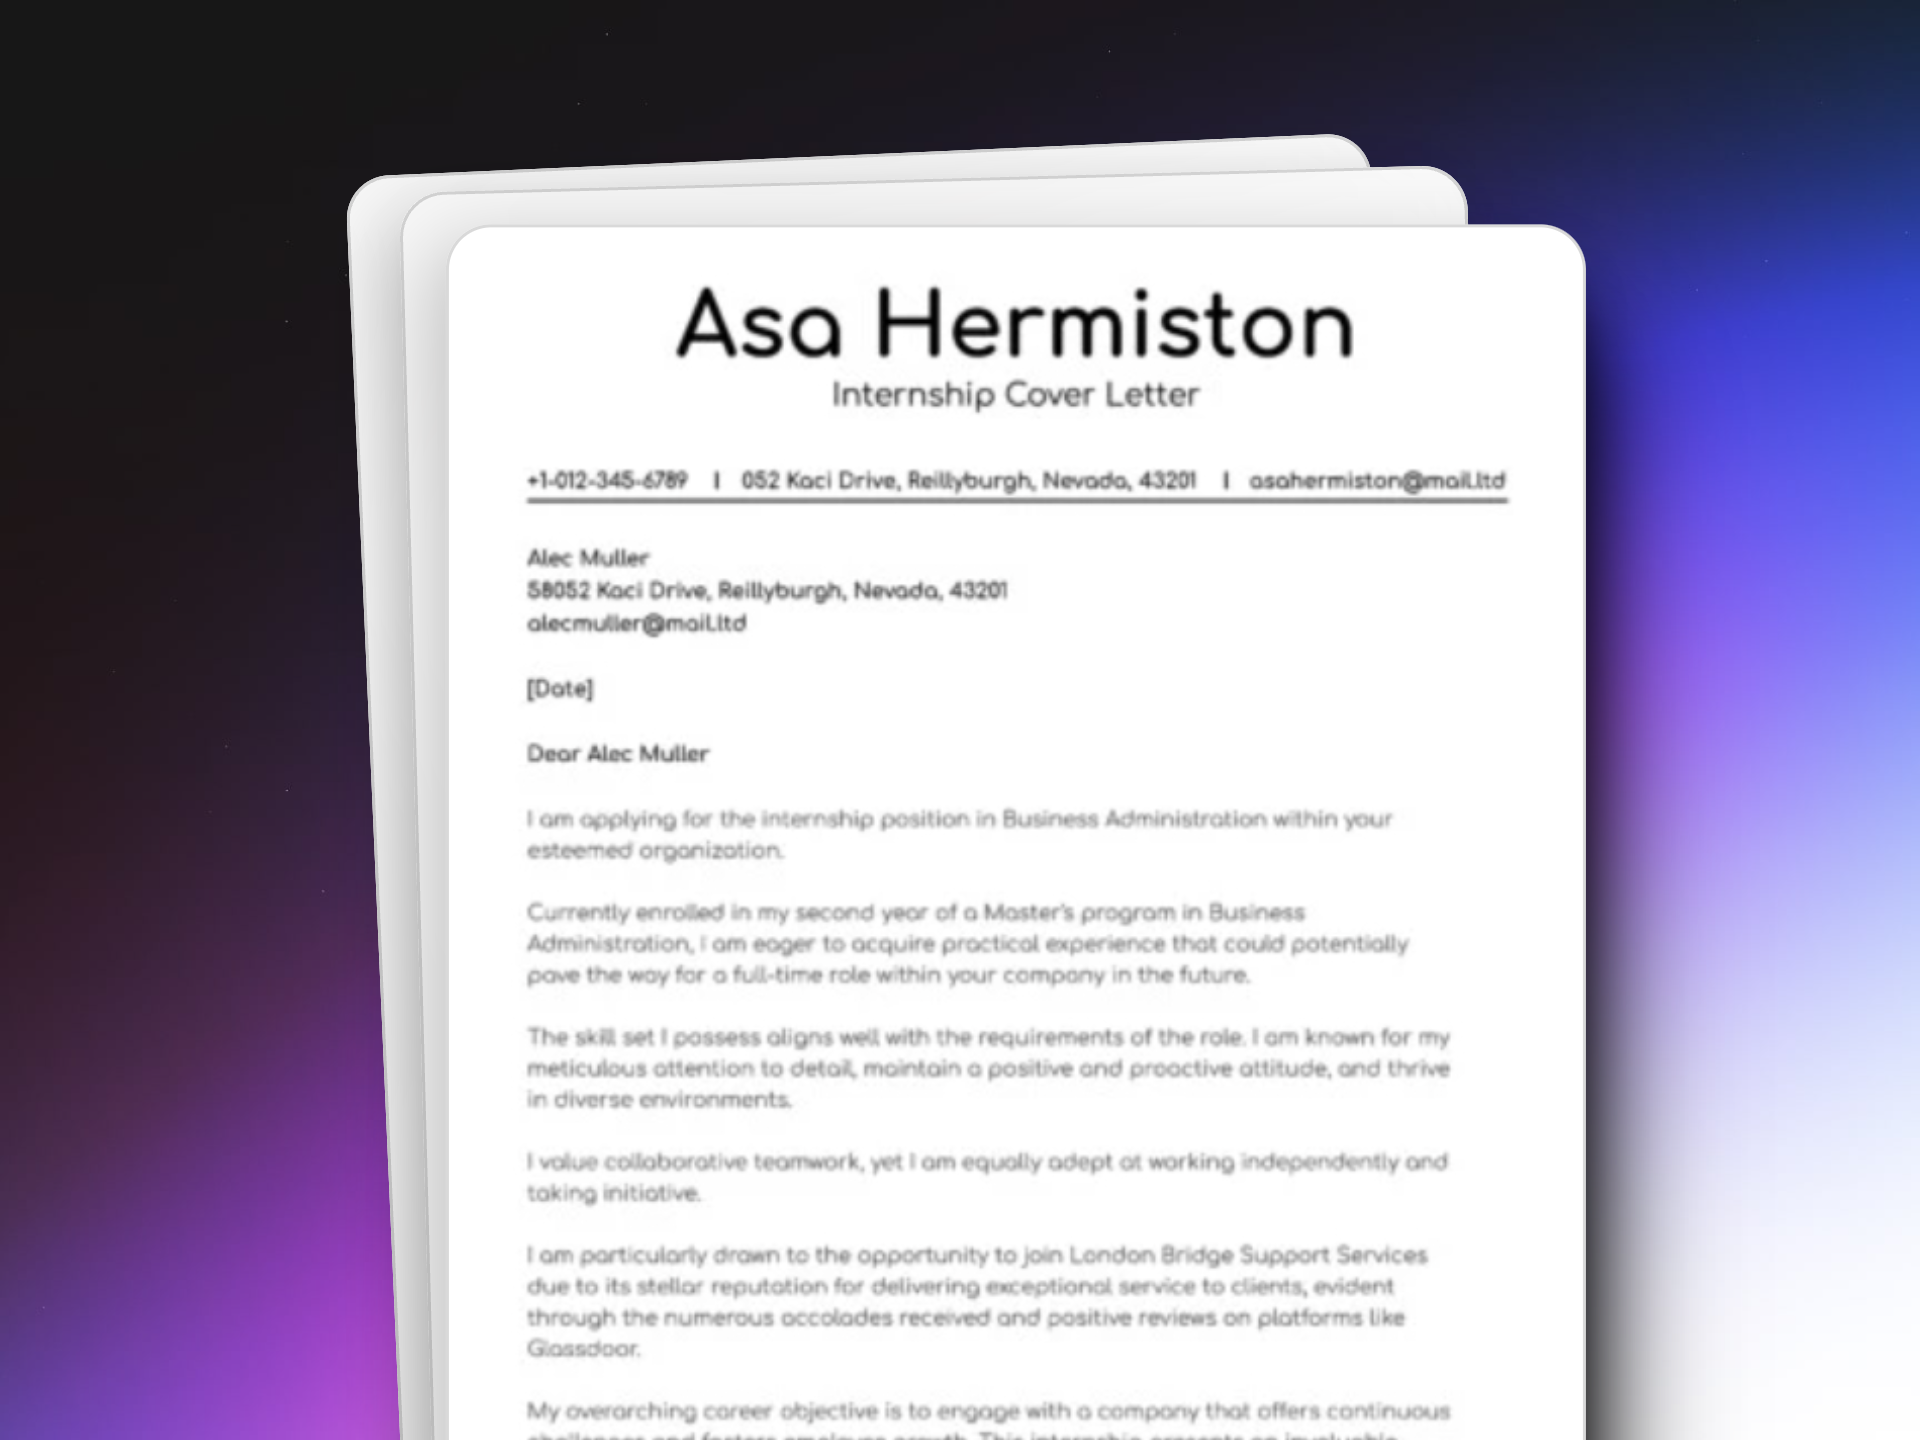 Asa Hermiston
Internship Cover Letter
+1-012-345-6789 | 052 Kaci Drive, Reillyburgh, Nevada, 43201 | asahermiston@mail.ltd
Alec Muller
58052 Kaci Drive, Reillyburgh, Nevada, 43201
alecmuller@mail.ltd
[Date]
Dear Alec Muller
I am applying for the internship position in Business Administration within your
esteemed organization.
Currently enrolled in my second year of a Master's program in Business
Administration, I am eager to acquire practical experience that could potentially
pave the way for a full-time role within your company in the future.
The skill set I possess aligns well with the requirements of the role. I am known for my
meticulous attention to detail, maintain a positive and proactive attitude, and thrive
in diverse environments.
I value collaborative teamwork, yet I am equally adept at working independently and
taking initiative.
I am particularly drawn to the opportunity to join London Bridge Support Services
due to its stellar reputation for delivering exceptional service to clients, evident
through the numerous accolades received and positive reviews on platforms like
Glassdoor.
My overarching career objective is to engage with a company that offers continuous